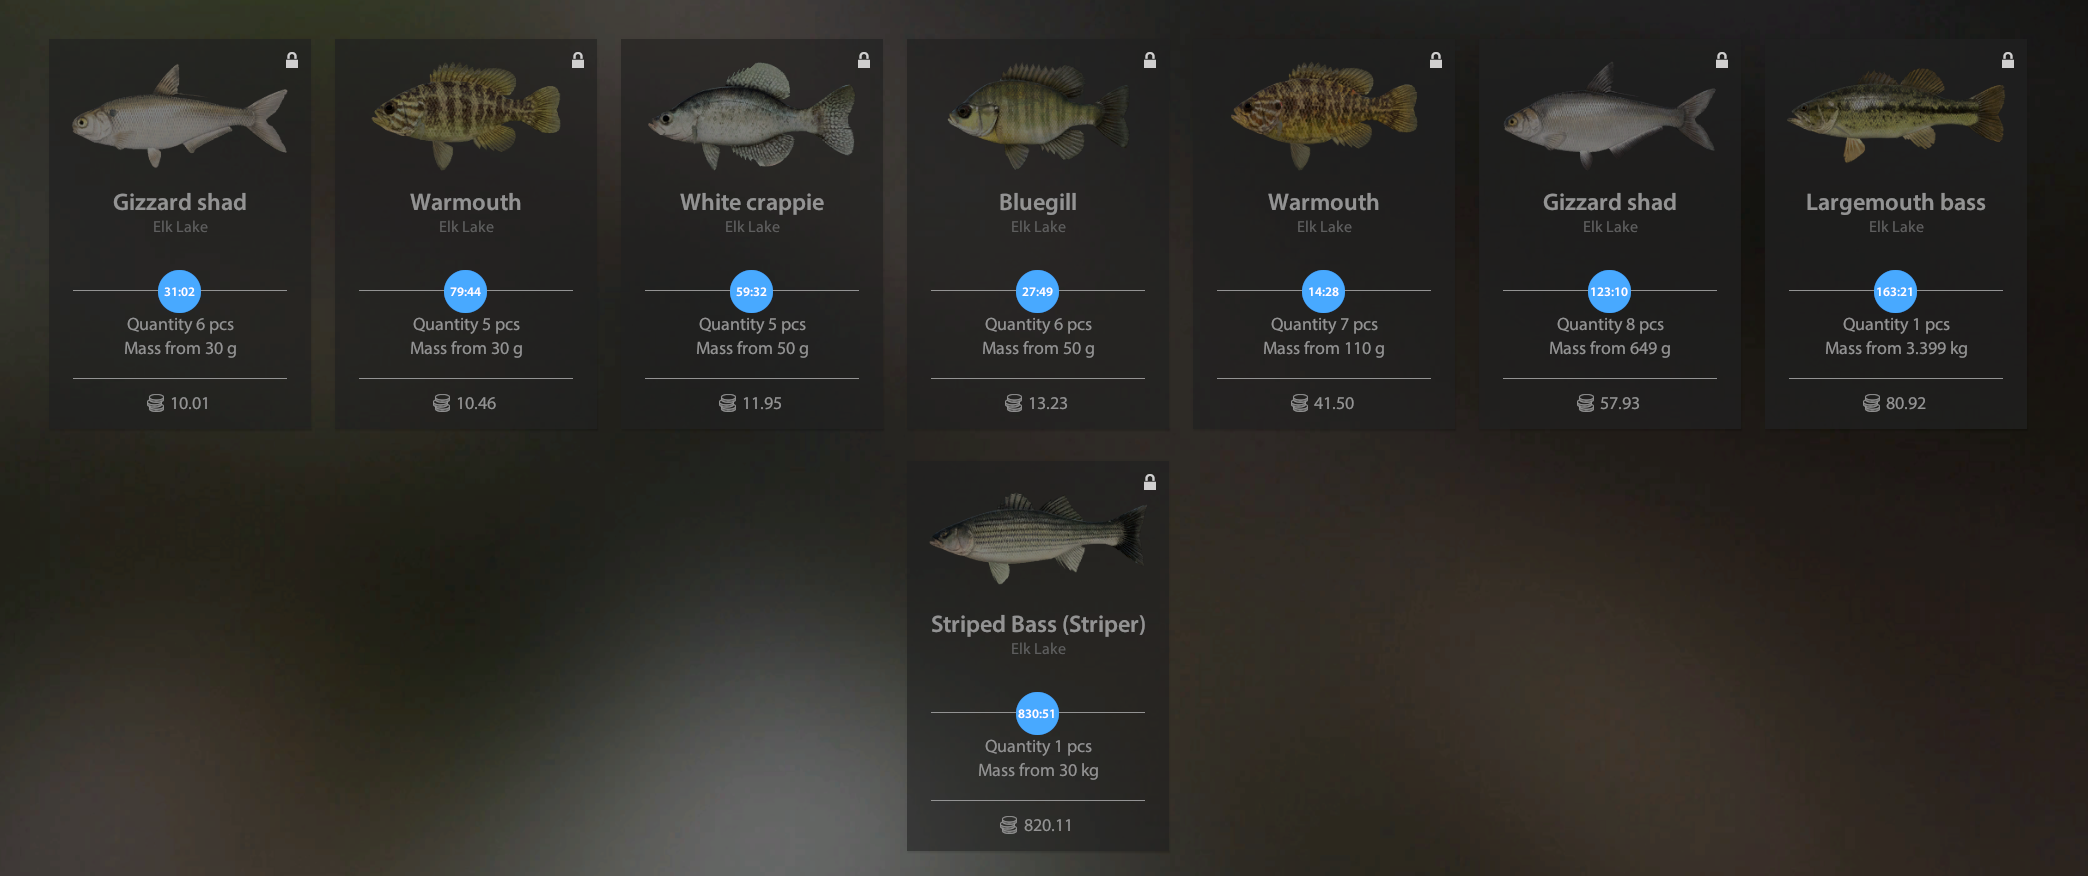 Gizzard shad
Elk Lake
31:02
Quantity 6 pcs
Mass from 30 g
10.01
Warmouth
Elk Lake
79:44
Quantity 5 pcs
Mass from 30 g
10.46
White crappie
Elk Lake
59:32
Quantity 5 pcs
Mass from 50 g
11.95
Bluegill
Elk Lake
27:49
Quantity 6 pcs
Mass from 50 g
13.23
Warmouth
Elk Lake
14:28
Quantity 7 pcs
Mass from 110 g
41.50
Gizzard shad
Elk Lake
123:10
Quantity 8 pcs
Mass from 649 g
57.93
Largemouth bass
Elk Lake
163:21
Quantity 1 pcs
Mass from 3.399 kg
80.92
Striped Bass (Striper)
Elk Lake
830:51
Quantity 1 pcs
Mass from 30 kg
820.11